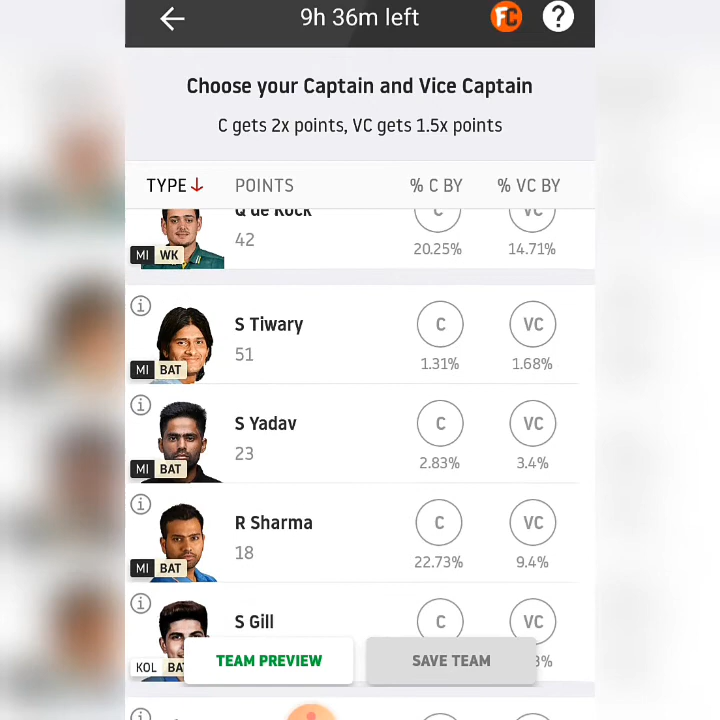 9h 36m left
FC
?
Choose your Captain and Vice Captain
C gets 2x points, VC gets 1.5x points
TYPE↓ POINTS % C BY % VC BY
Q de Kock
C VC
42
MI WK
20.25% 14.71%
i
S Tiwary
C VC
51
MI BAT
1.31% 1.68%
i
S Yadav
C VC
23
MI BAT
2.83% 3.4%
i
R Sharma
C VC
18
MI BAT
22.73% 9.4%
i
S Gill
C VC
KOL
TEAM PREVIEW SAVE TEAM